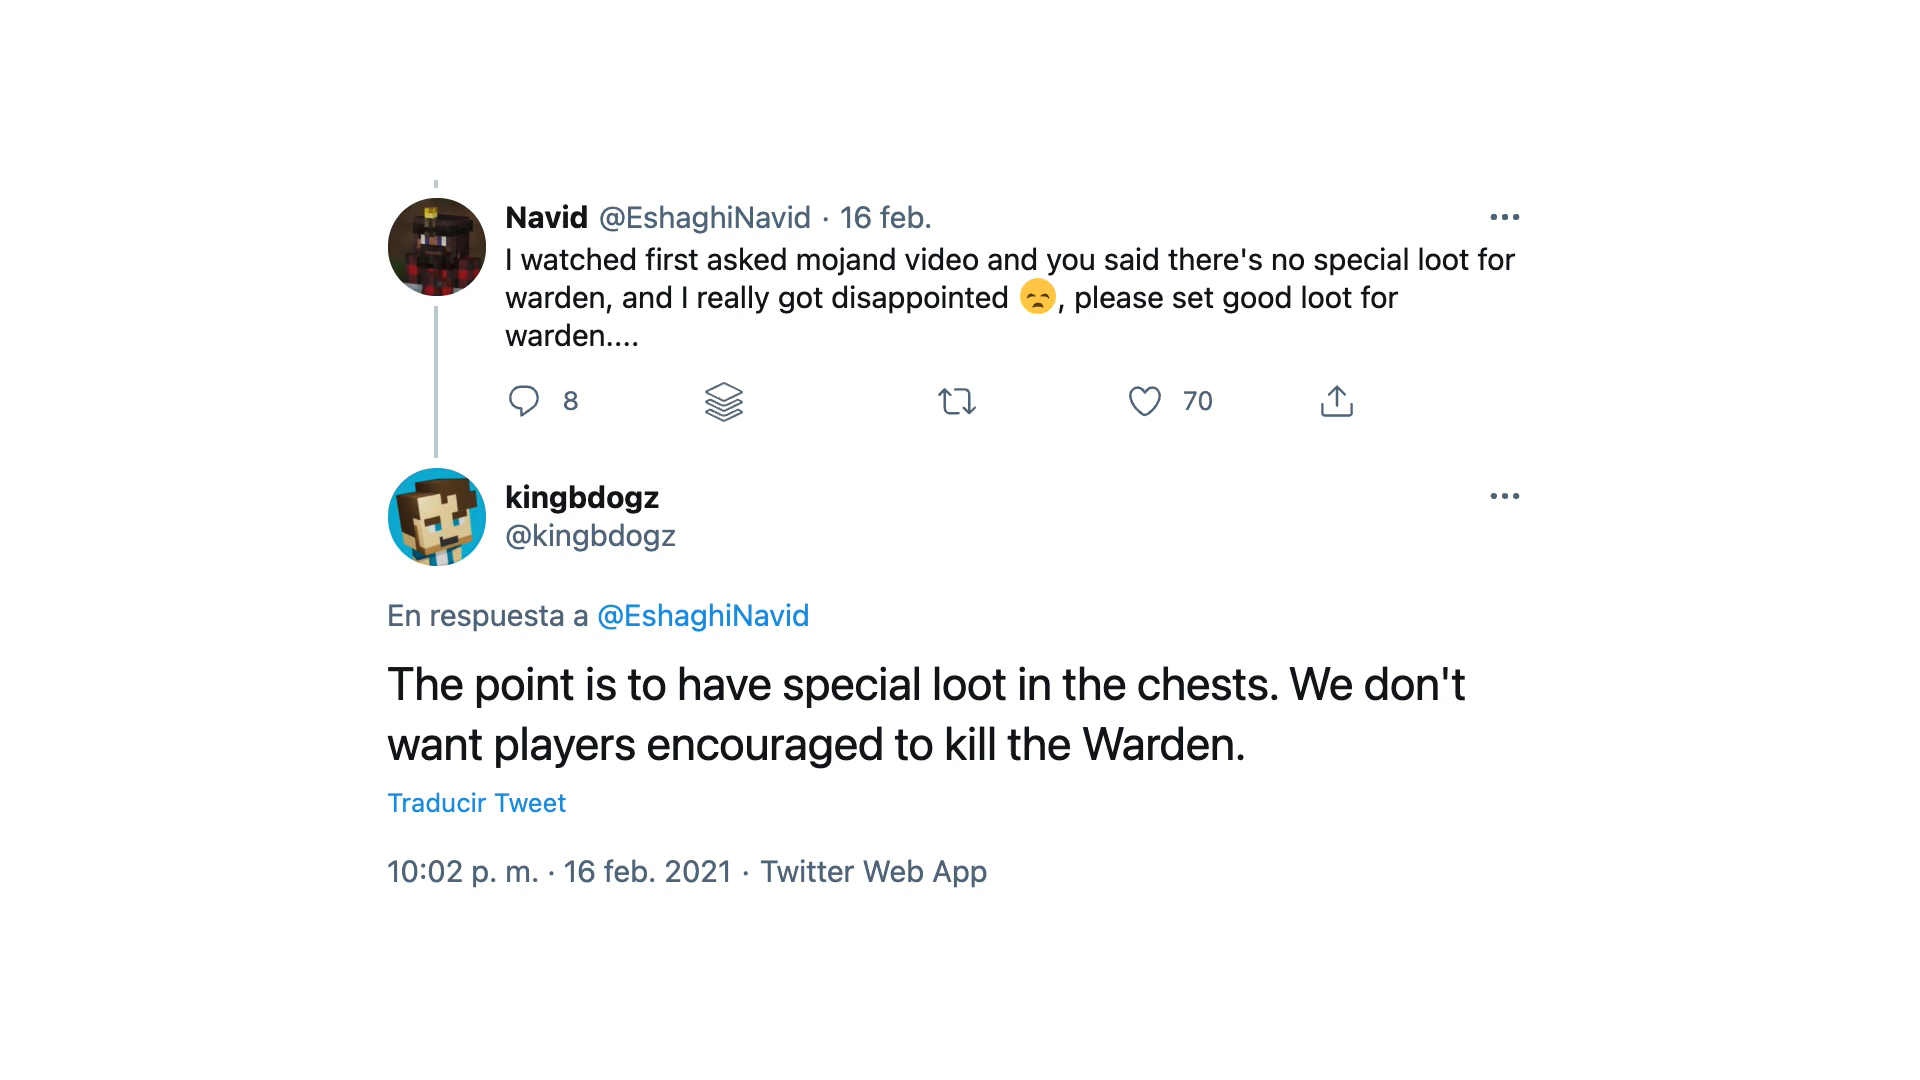 Navid @EshaghiNavid · 16 feb.
I watched first asked mojand video and you said there's no special loot for
warden, and I really got disappointed 😞, please set good loot for
warden....
8 70
kingbdogz
@kingbdogz
En respuesta a @EshaghiNavid
The point is to have special loot in the chests. We don't
want players encouraged to kill the Warden.
Traducir Tweet
10:02 p. m. · 16 feb. 2021 · Twitter Web App